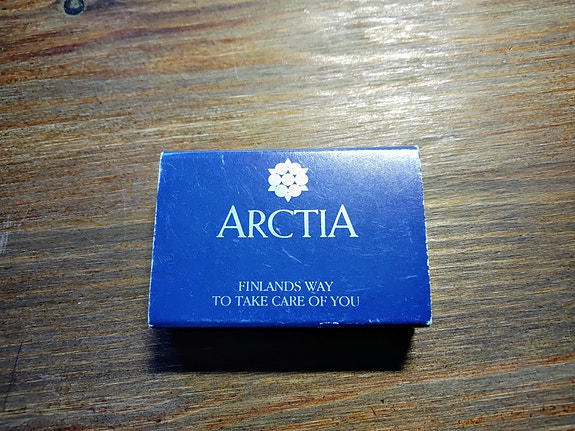 ARCTIA
FINLANDS WAY
TO TAKE CARE OF YOU